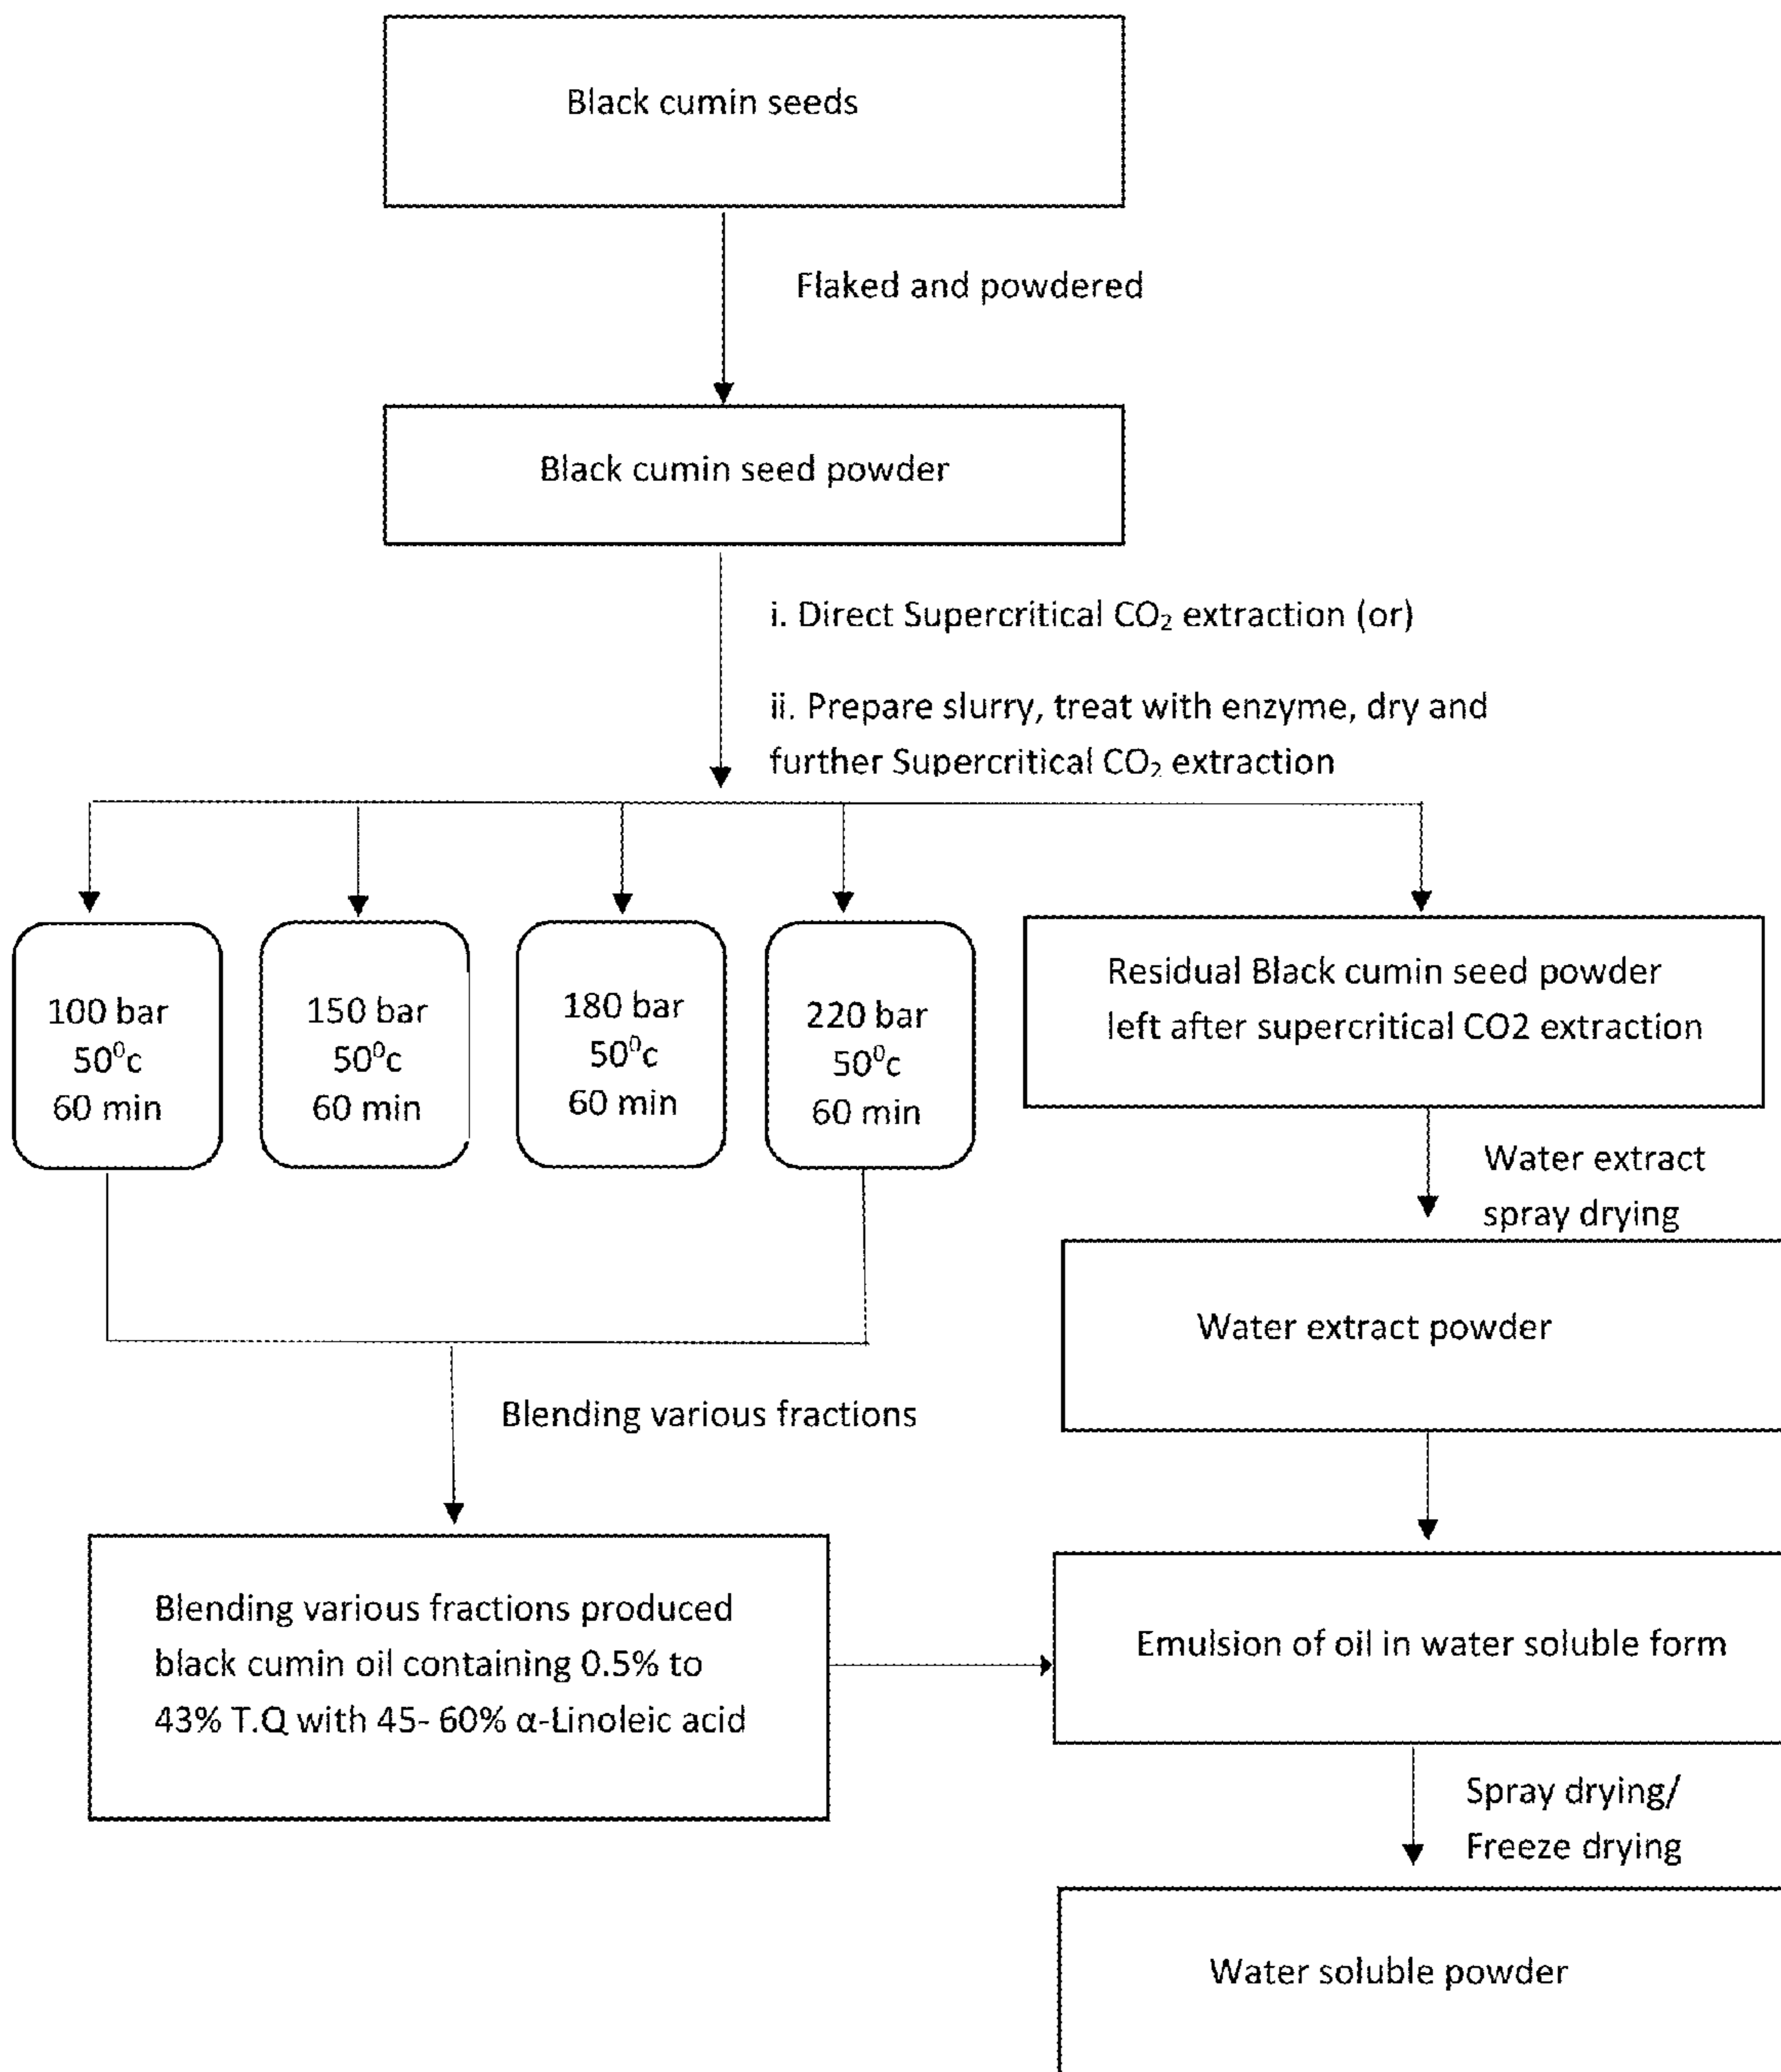 Black cumin seeds
Flaked and powdered
Black cumin seed powder
i. Direct Supercritical CO₂ extraction (or)
ii. Prepare slurry, treat with enzyme, dry and
further Supercritical CO₂ extraction
100 bar
50⁰c
60 min
150 bar
50⁰c
60 min
180 bar
50⁰c
60 min
220 bar
50⁰c
60 min
Residual Black cumin seed powder
left after supercritical CO2 extraction
Water extract
spray drying
Water extract powder
Blending various fractions
Blending various fractions produced
black cumin oil containing 0.5% to
43% T.Q with 45- 60% α-Linoleic acid
Emulsion of oil in water soluble form
Spray drying/
Freeze drying
Water soluble powder